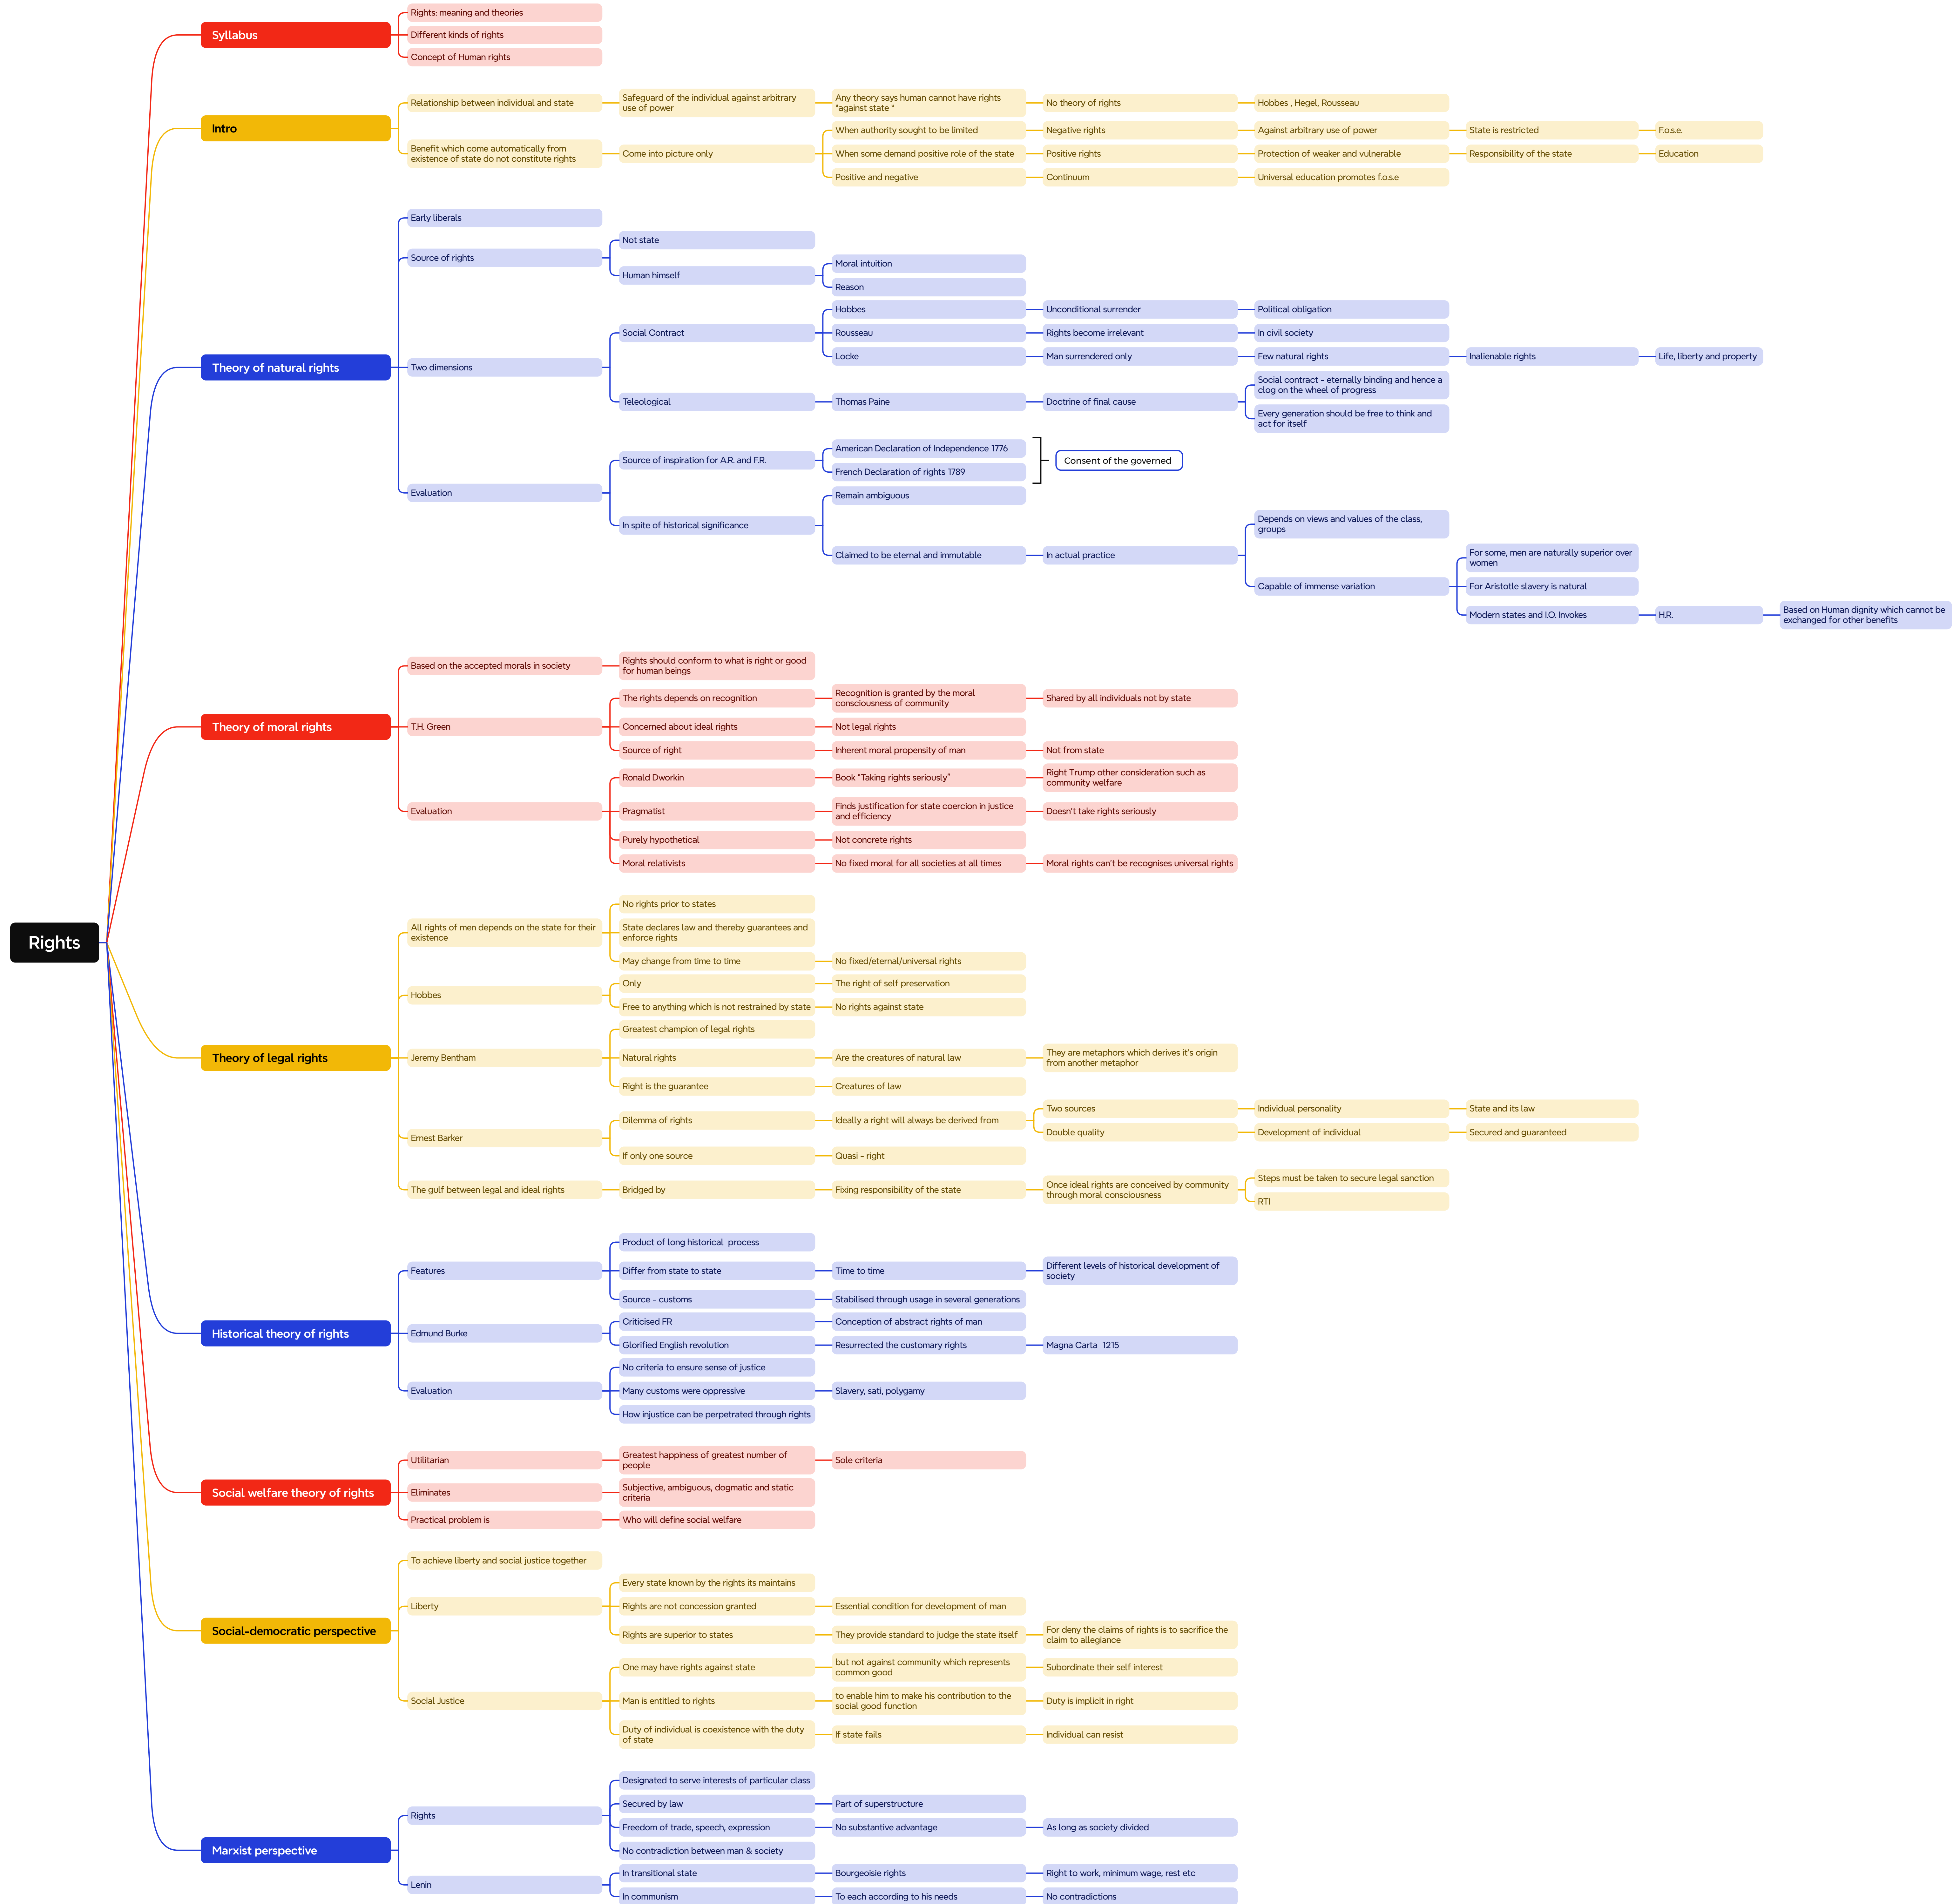 Rights
Syllabus
Rights: meaning and theories
Different kinds of rights
Concept of Human rights
Intro
Relationship between individual and state
Safeguard of the individual against arbitrary
use of power
Any theory says human cannot have rights
"against state "
No theory of rights
Hobbes , Hegel, Rousseau
Benefit which come automatically from
existence of state do not constitute rights
Come into picture only
When authority sought to be limited
Negative rights
Against arbitrary use of power
State is restricted
F.o.s.e.
When some demand positive role of the state
Positive rights
Protection of weaker and vulnerable
Responsibility of the state
Education
Positive and negative
Continuum
Universal education promotes f.o.s.e
Theory of natural rights
Early liberals
Source of rights
Not state
Human himself
Moral intuition
Reason
Two dimensions
Social Contract
Hobbes
Unconditional surrender
Political obligation
Rousseau
Rights become irrelevant
In civil society
Locke
Man surrendered only
Few natural rights
Inalienable rights
Life, liberty and property
Teleological
Thomas Paine
Doctrine of final cause
Social contract - eternally binding and hence a
clog on the wheel of progress
Every generation should be free to think and
act for itself
Evaluation
Source of inspiration for A.R. and F.R.
American Declaration of Independence 1776
French Declaration of rights 1789
Consent of the governed
In spite of historical significance
Remain ambiguous
Claimed to be eternal and immutable
In actual practice
Depends on views and values of the class,
groups
Capable of immense variation
For some, men are naturally superior over
women
For Aristotle slavery is natural
Modern states and I.O. Invokes
H.R.
Based on Human dignity which cannot be
exchanged for other benefits
Theory of moral rights
Based on the accepted morals in society
Rights should conform to what is right or good
for human beings
T.H. Green
The rights depends on recognition
Recognition is granted by the moral
consciousness of community
Shared by all individuals not by state
Concerned about ideal rights
Not legal rights
Source of right
Inherent moral propensity of man
Not from state
Evaluation
Ronald Dworkin
Book “Taking rights seriously”
Right Trump other consideration such as
community welfare
Pragmatist
Finds justification for state coercion in justice
and efficiency
Doesn't take rights seriously
Purely hypothetical
Not concrete rights
Moral relativists
No fixed moral for all societies at all times
Moral rights can't be recognises universal rights
Theory of legal rights
All rights of men depends on the state for their
existence
No rights prior to states
State declares law and thereby guarantees and
enforce rights
May change from time to time
No fixed/eternal/universal rights
Hobbes
Only
The right of self preservation
Free to anything which is not restrained by state
No rights against state
Jeremy Bentham
Greatest champion of legal rights
Natural rights
Are the creatures of natural law
They are metaphors which derives it's origin
from another metaphor
Right is the guarantee
Creatures of law
Ernest Barker
Dilemma of rights
Ideally a right will always be derived from
Two sources
Individual personality
State and its law
Double quality
Development of individual
Secured and guaranteed
If only one source
Quasi - right
The gulf between legal and ideal rights
Bridged by
Fixing responsibility of the state
Once ideal rights are conceived by community
through moral consciousness
Steps must be taken to secure legal sanction
RTI
Historical theory of rights
Features
Product of long historical  process
Differ from state to state
Time to time
Different levels of historical development of
society
Source - customs
Stabilised through usage in several generations
Edmund Burke
Criticised FR
Conception of abstract rights of man
Glorified English revolution
Resurrected the customary rights
Magna Carta  1215
Evaluation
No criteria to ensure sense of justice
Many customs were oppressive
Slavery, sati, polygamy
How injustice can be perpetrated through rights
Social welfare theory of rights
Utilitarian
Greatest happiness of greatest number of
people
Sole criteria
Eliminates
Subjective, ambiguous, dogmatic and static
criteria
Practical problem is
Who will define social welfare
Social-democratic perspective
To achieve liberty and social justice together
Liberty
Every state known by the rights its maintains
Rights are not concession granted
Essential condition for development of man
Rights are superior to states
They provide standard to judge the state itself
For deny the claims of rights is to sacrifice the
claim to allegiance
Social Justice
One may have rights against state
but not against community which represents
common good
Subordinate their self interest
Man is entitled to rights
to enable him to make his contribution to the
social good function
Duty is implicit in right
Duty of individual is coexistence with the duty
of state
If state fails
Individual can resist
Marxist perspective
Rights
Designated to serve interests of particular class
Secured by law
Part of superstructure
Freedom of trade, speech, expression
No substantive advantage
As long as society divided
No contradiction between man & society
Lenin
In transitional state
Bourgeoisie rights
Right to work, minimum wage, rest etc
In communism
To each according to his needs
No contradictions